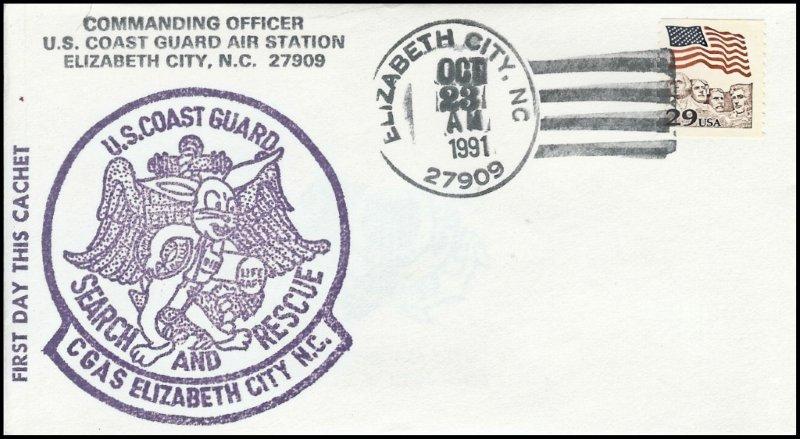 COMMANDING OFFICER
U.S. COAST GUARD AIR STATION
ELIZABETH CITY, N.C. 27909
ELIZABETH CITY, NC
OCT
23
AM
1991
27909
29 USA
FIRST DAY THIS CACHET
U.S. COAST GUARD
LIFE
RAFT
SEARCH AND RESCUE
CGAS ELIZABETH CITY N.C.